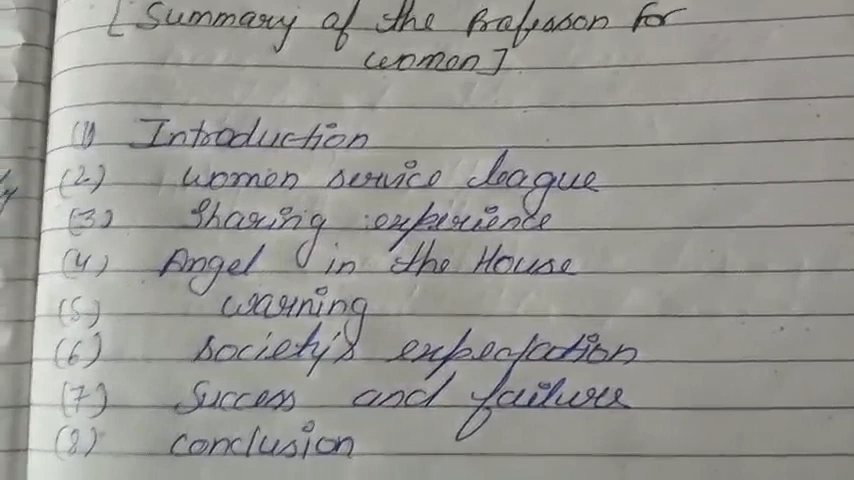 [Summary of the Profession for
women]
(1) Introduction
(2) women service league
(3) Sharing experience
(4) Angel in the House
(5) warning
(6) society's expectation
(7) Success and failure
(8) conclusion